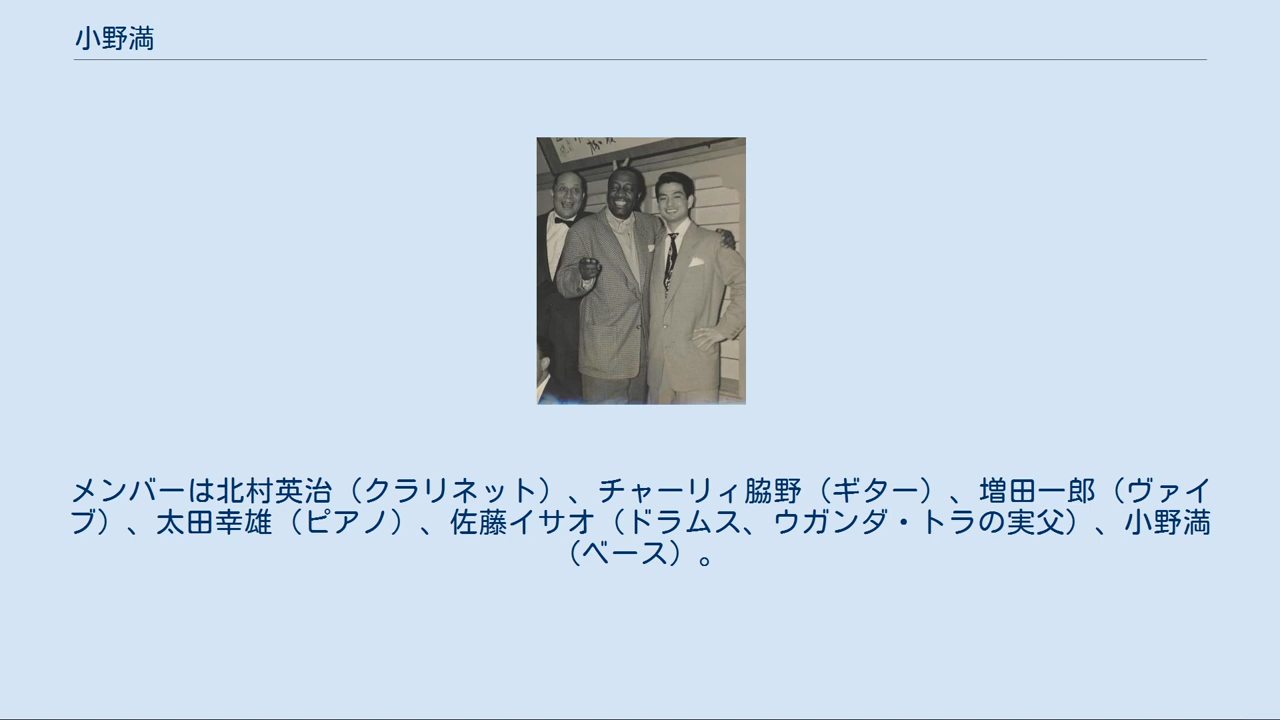 小野満
メンバーは北村英治（クラリネット）、チャーリィ脇野（ギター）、増田一郎（ヴァイ
ブ）、太田幸雄（ピアノ）、佐藤イサオ（ドラムス、ウガンダ・トラの実父）、小野満
（ベース）。